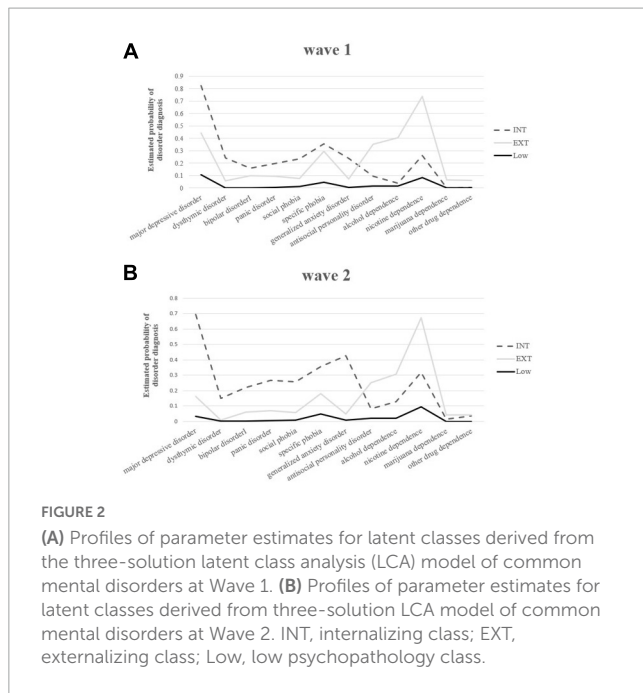 A
wave 1
Estimated probability of
disorder diagnosis
0.9
0.8
0.7
0.6
0.5
0.4
0.3
0.2
0.1
0
major depressive disorder
dysthymic disorder
bipolar disorderI
panic disorder
social phobia
specific phobia
generalized anxiety disorder
antisocial personality disorder
alcohol dependence
nicotine dependence
marijuana dependence
other drug dependence
INT
EXT
Low
B
wave 2
Estimated probability of
disorder diagnosis
0.8
0.7
0.6
0.5
0.4
0.3
0.2
0.1
0
major depressive disorder
dysthymic disorder
bipolar disorderI
panic disorder
social phobia
specific phobia
generalized anxiety disorder
antisocial personality disorder
alcohol dependence
nicotine dependence
marijuana dependence
other drug dependence
INT
EXT
Low
FIGURE 2
(A) Profiles of parameter estimates for latent classes derived from
the three-solution latent class analysis (LCA) model of common
mental disorders at Wave 1. (B) Profiles of parameter estimates for
latent classes derived from three-solution LCA model of common
mental disorders at Wave 2. INT, internalizing class; EXT,
externalizing class; Low, low psychopathology class.